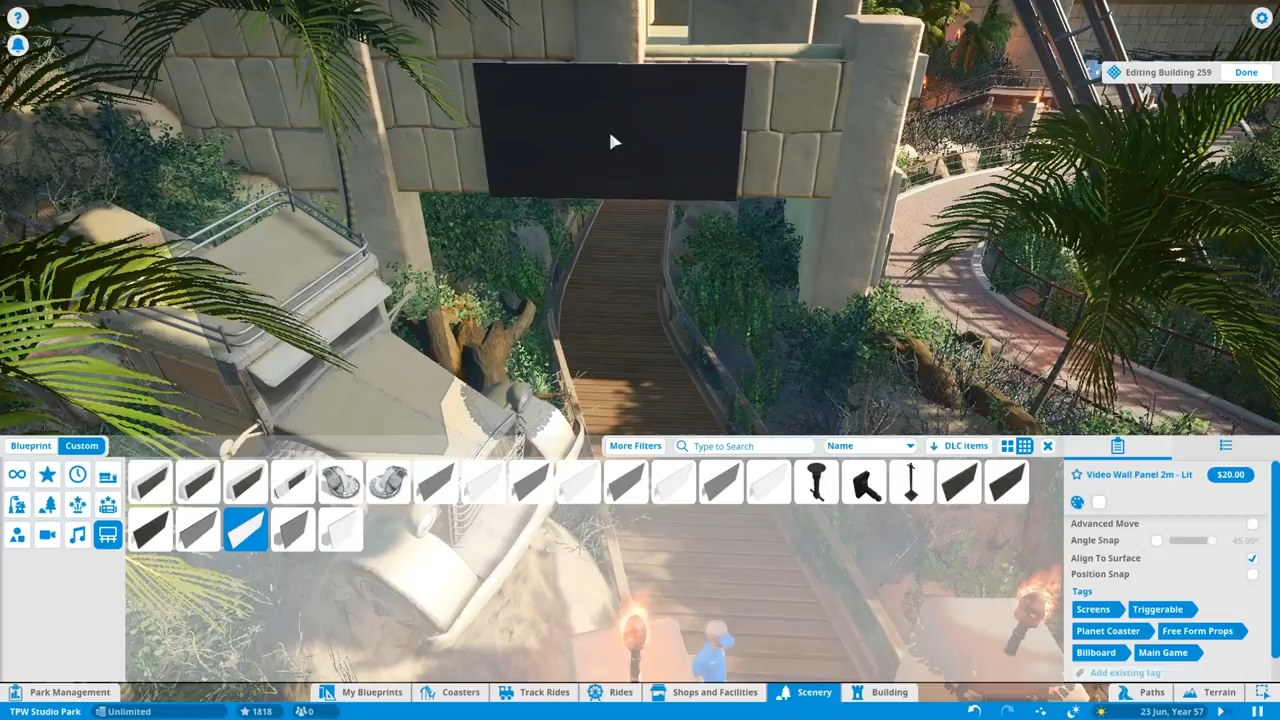 ?
Editing Building 259 Done
Blueprint Custom More Filters Type to Search Name DLC items
Video Wall Panel 2m - Lit $20.00
Advanced Move
Angle Snap 45.00°
Align To Surface
Position Snap
Tags
Screens Triggerable
Planet Coaster Free Form Props
Billboard Main Game
Add existing tag
Park Management My Blueprints Coasters Track Rides Rides Shops and Facilities Scenery Building Paths Terrain
TPW Studio Park Unlimited 1818 0 23 Jun, Year 57